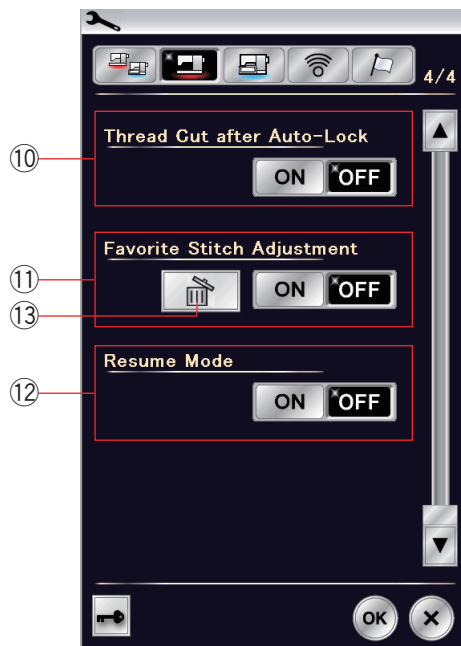 4/4
Thread Cut after Auto-Lock
⑩
ON OFF
Favorite Stitch Adjustment
⑪
ON OFF
⑬
Resume Mode
⑫
ON OFF
OK